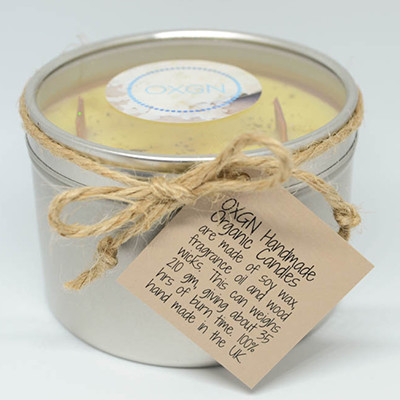 OXGN
OXGN Handmade
Organic Candles
are made of soy wax,
fragrance oil and wood
wicks. This can weighs
210 gm, giving about 35
hrs of burn time. 100%
hand made in the UK.